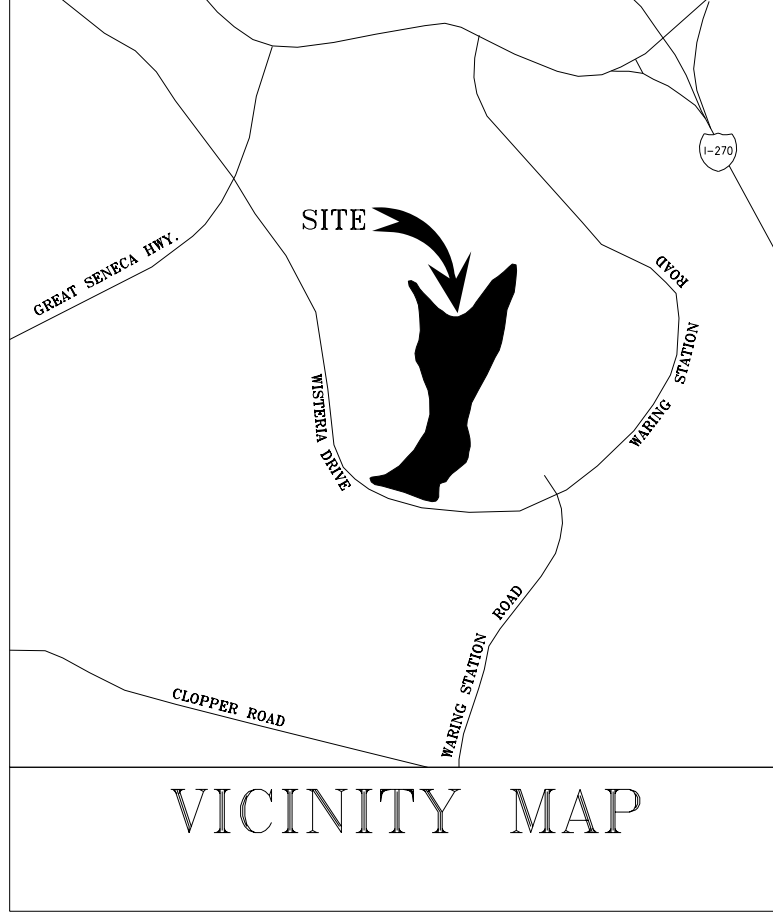 I-270
SITE
GREAT SENECA HWY.
ROAD
WARING STATION
WISTERIA DRIVE
WARING STATION ROAD
CLOPPER ROAD
VICINITY MAP